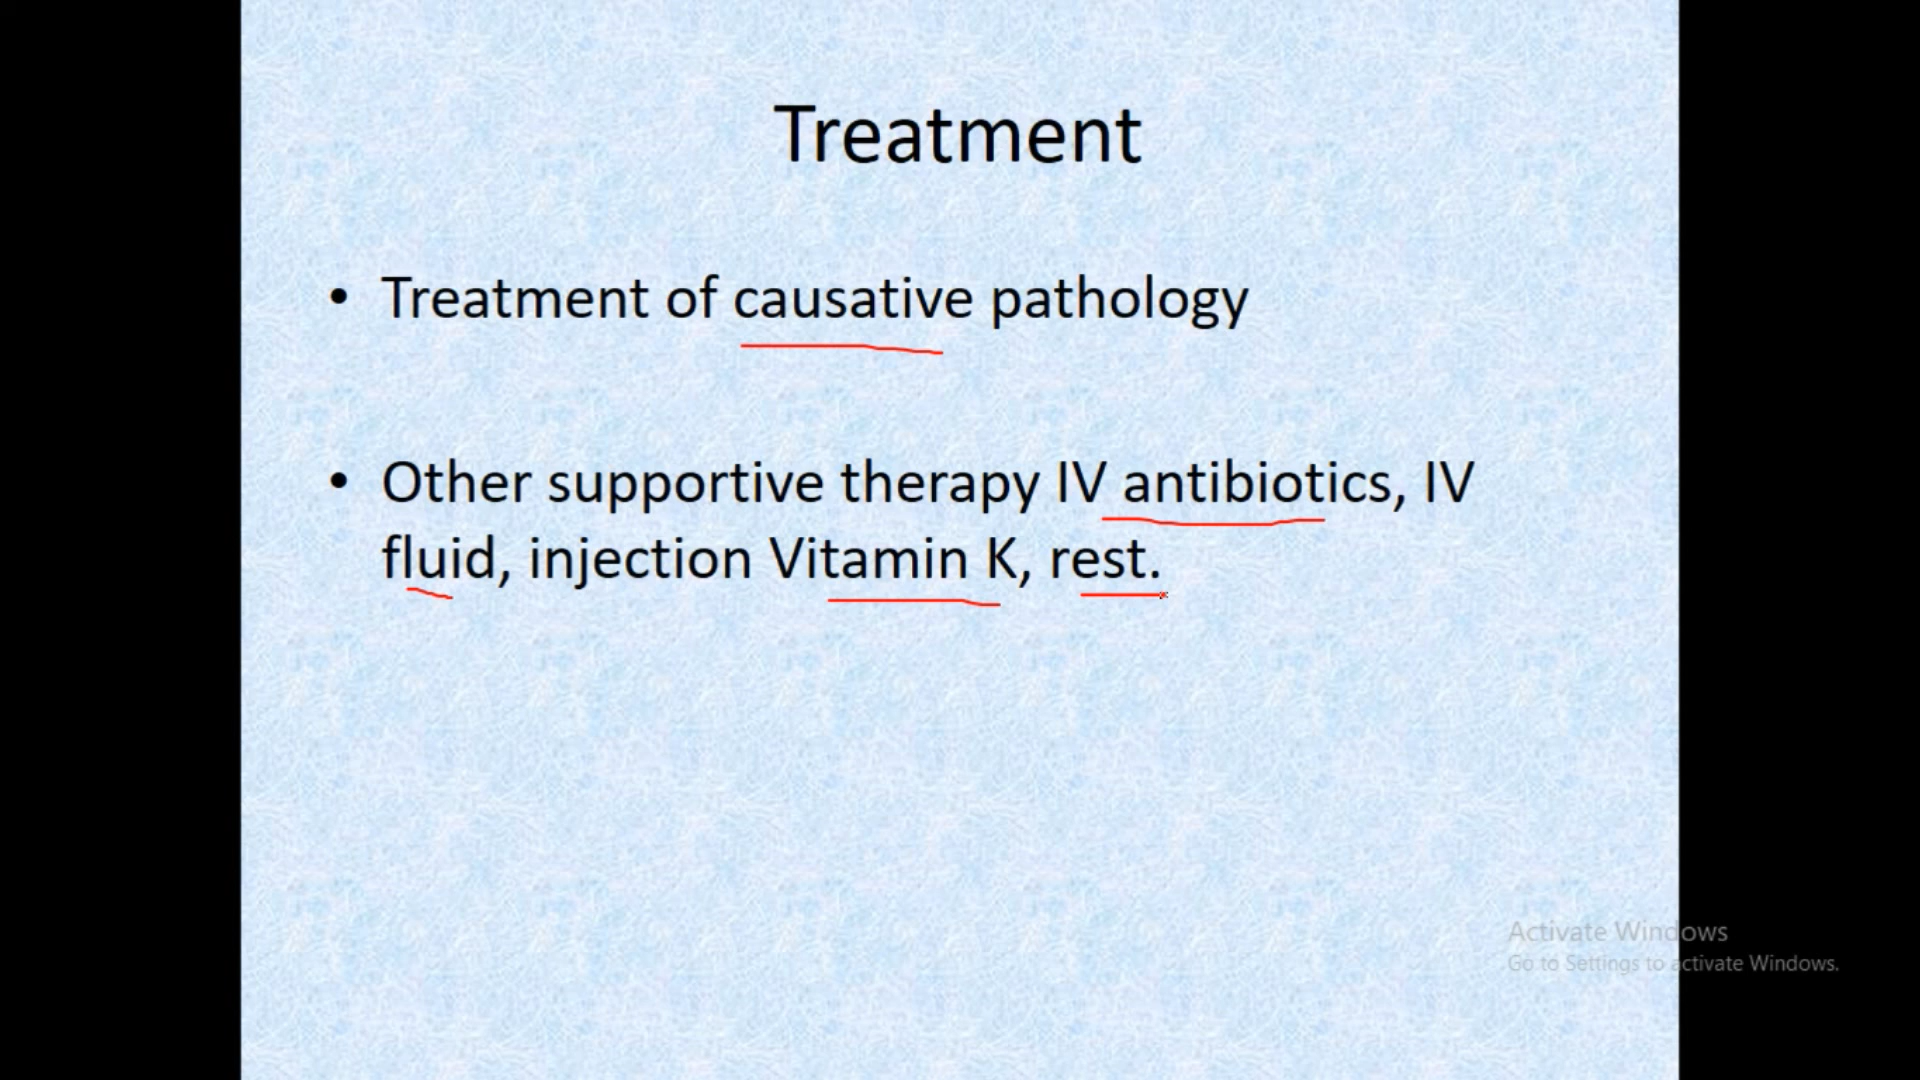 Treatment
• Treatment of causative pathology
• Other supportive therapy IV antibiotics, IV
fluid, injection Vitamin K, rest.
Activate Windows
Go to Settings to activate Windows.